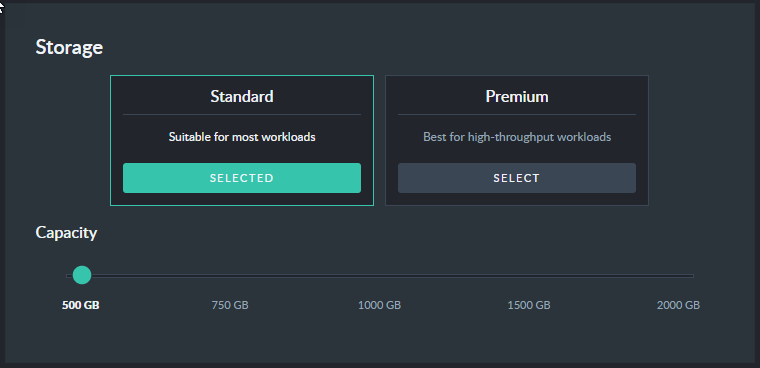 Storage
Standard
Premium
Suitable for most workloads
Best for high-throughput workloads
SELECTED
SELECT
Capacity
500 GB
750 GB
1000 GB
1500 GB
2000 GB